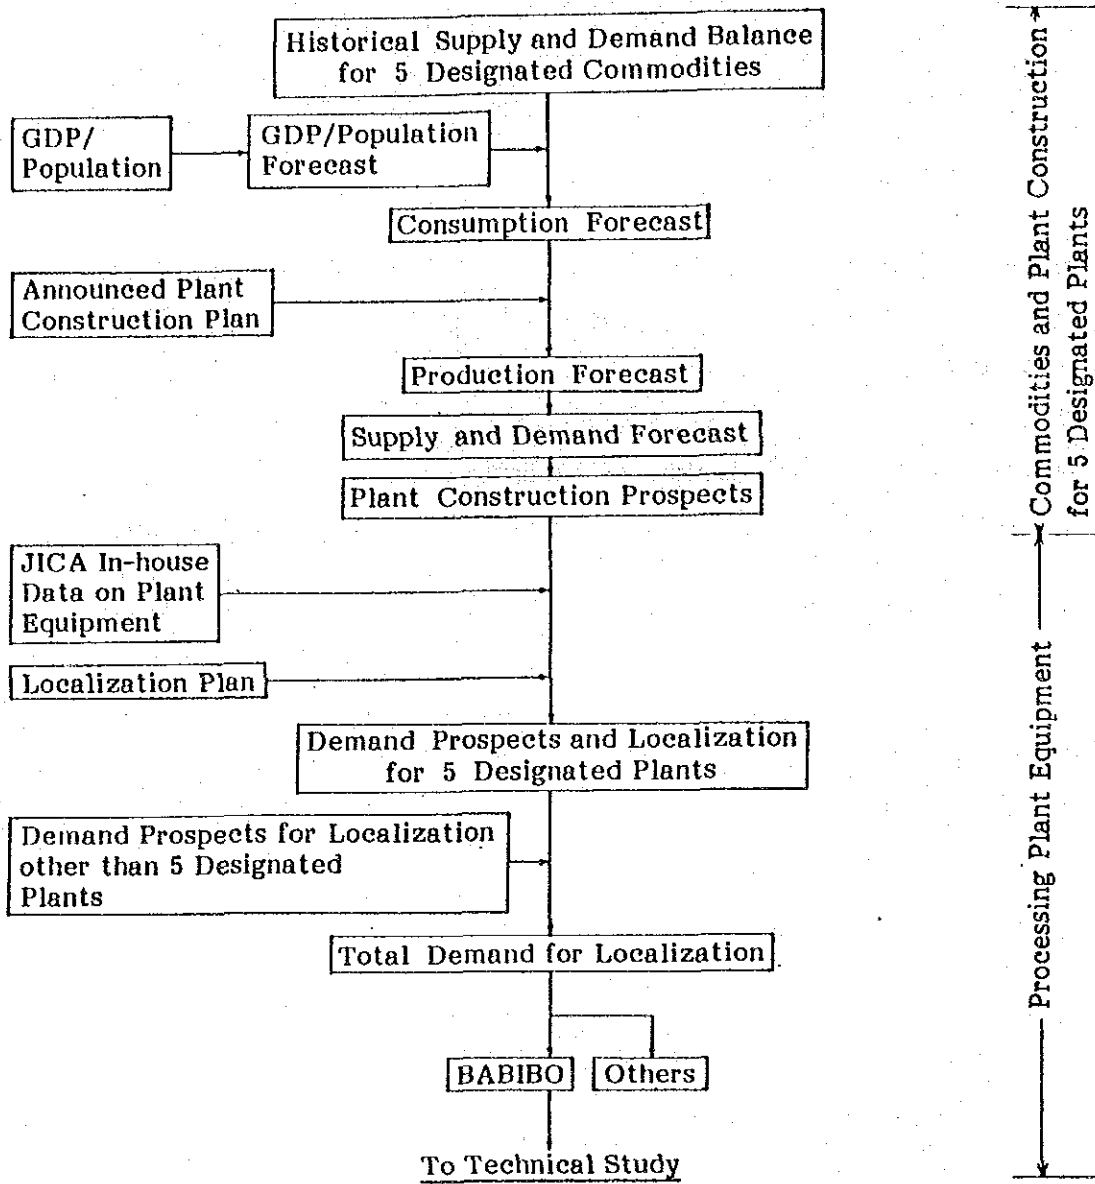 Historical Supply and Demand Balance
for 5 Designated Commodities
GDP/
Population
GDP/Population
Forecast
Consumption Forecast
Announced Plant
Construction Plan
Production Forecast
Supply and Demand Forecast
Plant Construction Prospects
JICA In-house
Data on Plant
Equipment
Localization Plan
Demand Prospects and Localization
for 5 Designated Plants
Demand Prospects for Localization
other than 5 Designated
Plants
Total Demand for Localization
BABIBO
Others
To Technical Study
Commodities and Plant Construction
for 5 Designated Plants
Processing Plant Equipment